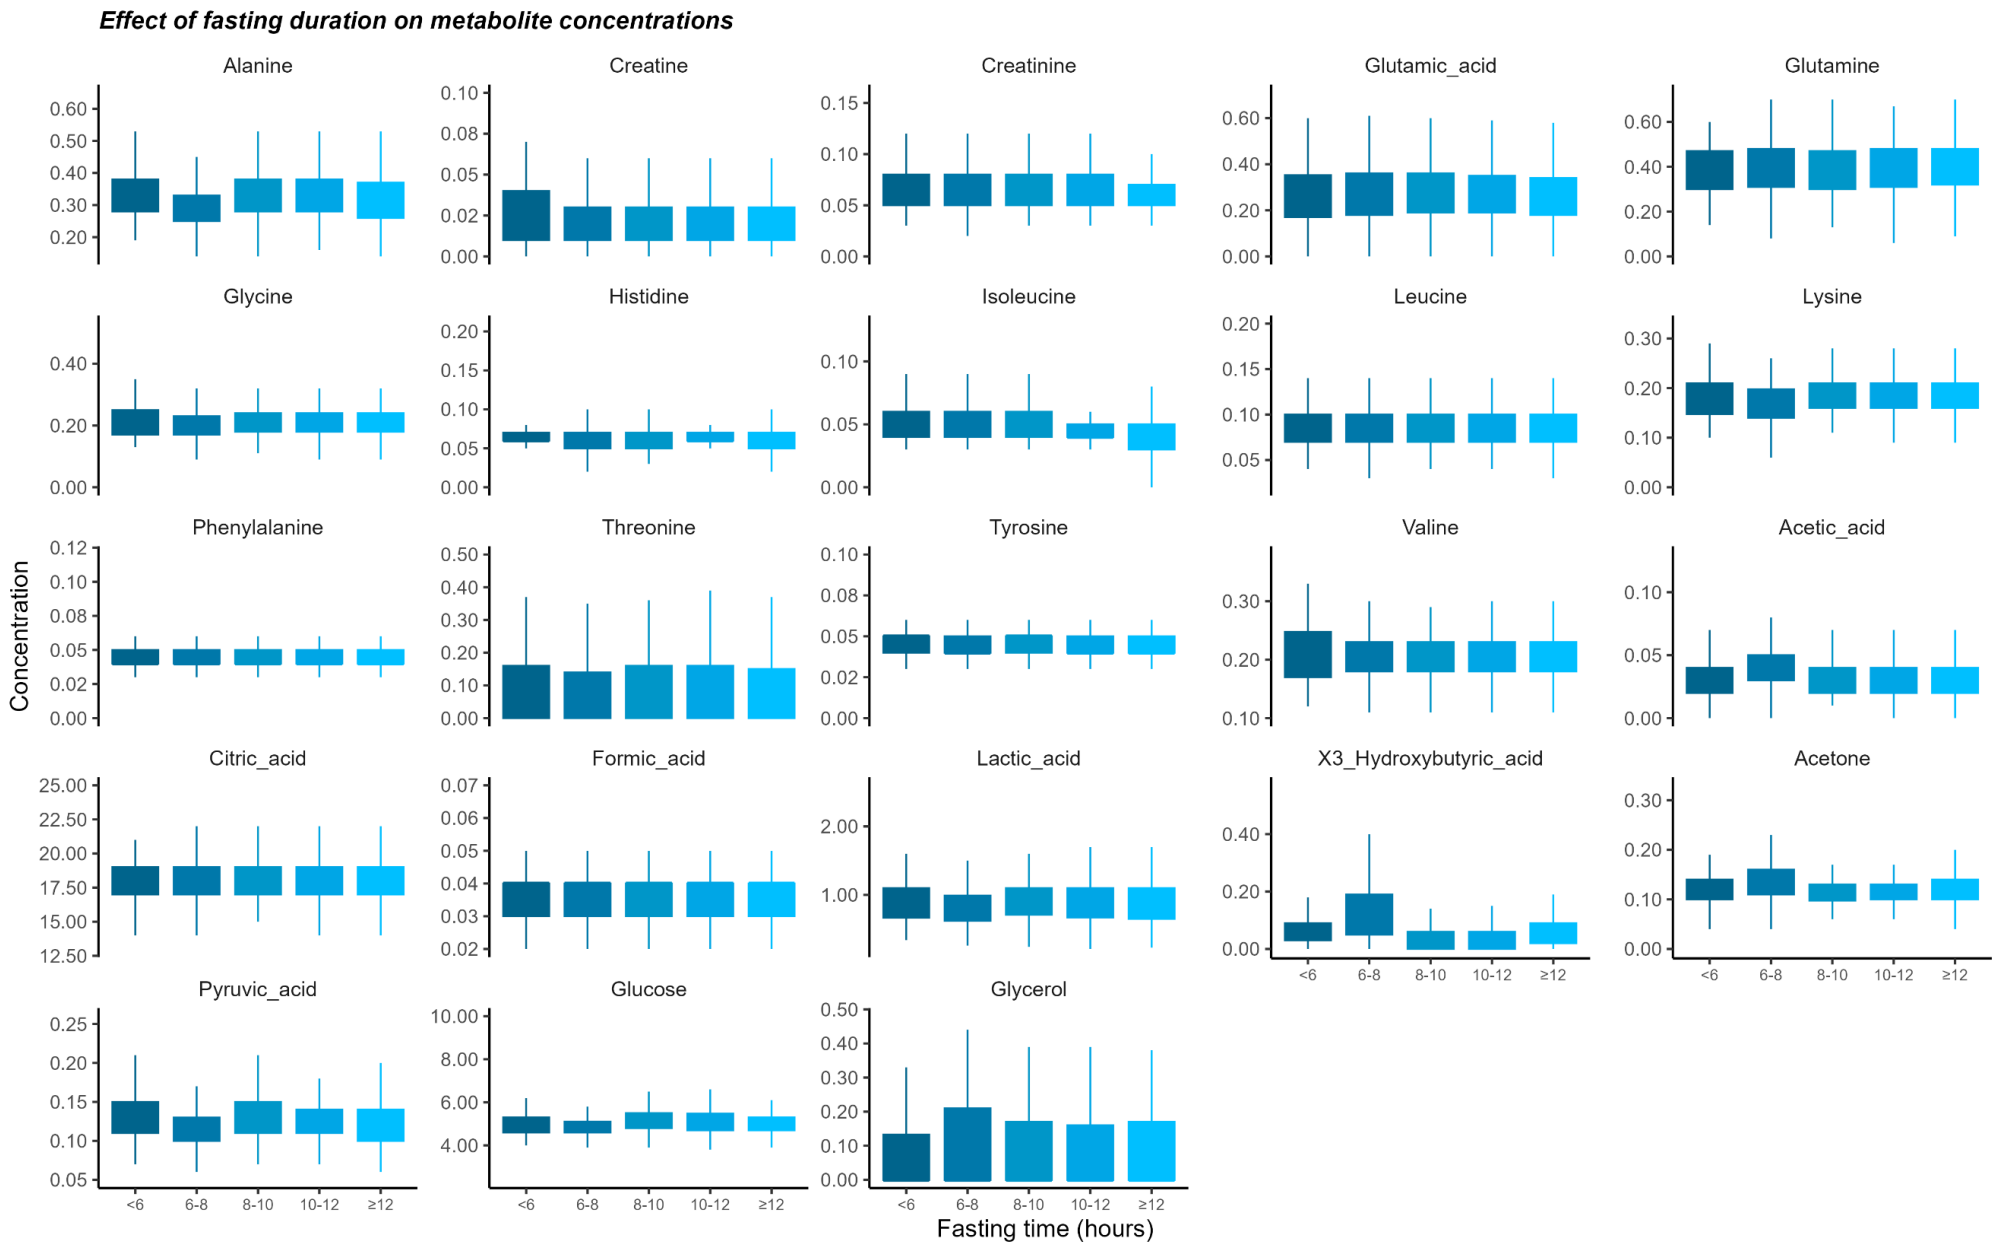 Effect of fasting duration on metabolite concentrations
Alanine Creatine Creatinine Glutamic_acid Glutamine
0.60 0.50 0.40 0.30 0.20
0.10 0.08 0.05 0.02 0.00
0.15 0.10 0.05 0.00
0.60 0.40 0.20 0.00
0.60 0.40 0.20 0.00
Glycine Histidine Isoleucine Leucine Lysine
0.40 0.20 0.00
0.20 0.15 0.10 0.05 0.00
0.10 0.05 0.00
0.20 0.15 0.10 0.05
0.30 0.20 0.10 0.00
Phenylalanine Threonine Tyrosine Valine Acetic_acid
0.12 0.10 0.08 0.05 0.02 0.00
0.50 0.40 0.30 0.20 0.10 0.00
0.10 0.08 0.05 0.02 0.00
0.30 0.20 0.10
0.10 0.05 0.00
Concentration
Citric_acid Formic_acid Lactic_acid X3_Hydroxybutyric_acid Acetone
25.00 22.50 20.00 17.50 15.00 12.50
0.07 0.06 0.05 0.04 0.03 0.02
2.00 1.00
0.40 0.20 0.00
0.30 0.20 0.10 0.00
<6 6-8 8-10 10-12 ≥12
<6 6-8 8-10 10-12 ≥12
Pyruvic_acid Glucose Glycerol
0.25 0.20 0.15 0.10 0.05
10.00 8.00 6.00 4.00
0.50 0.40 0.30 0.20 0.10 0.00
<6 6-8 8-10 10-12 ≥12
<6 6-8 8-10 10-12 ≥12
<6 6-8 8-10 10-12 ≥12
Fasting time (hours)